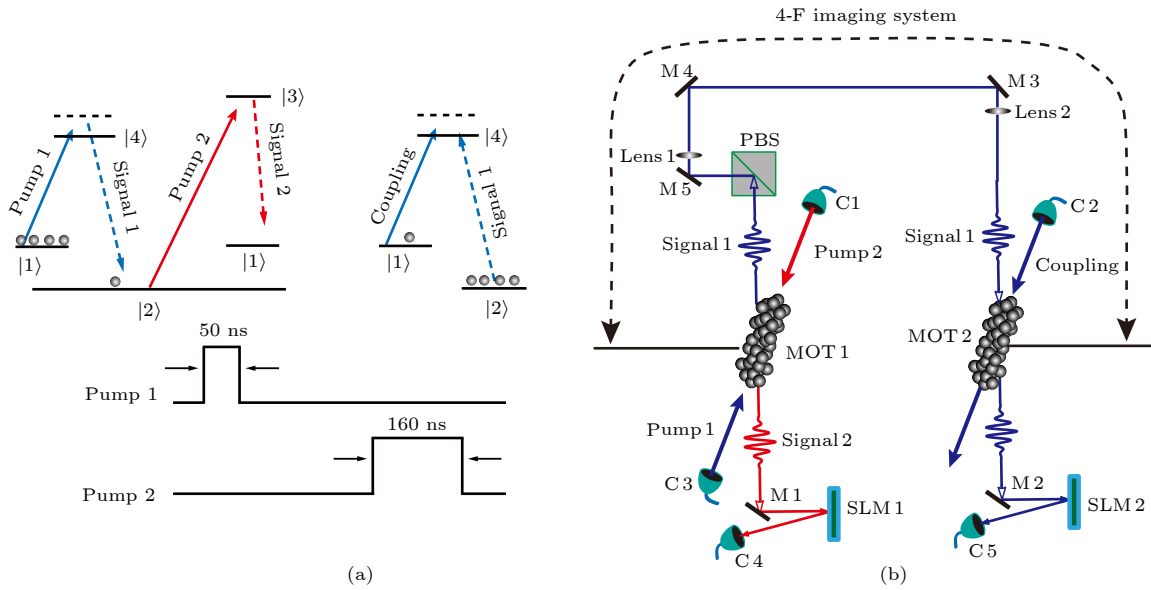 4-F imaging system
|3⟩
|4⟩
|4⟩
Pump 1
Signal 1
Pump 2
Signal 2
Coupling
Signal 1
|1⟩
|2⟩
|1⟩
|1⟩
|2⟩
50 ns
Pump 1
160 ns
Pump 2
(a)
M 4
M 3
Lens 2
PBS
Lens 1
M 5
C1
C 2
Signal 1
Pump 2
Signal 1
Coupling
MOT 1
MOT 2
Pump 1
Signal 2
C 3
M 1
SLM 1
C 4
M 2
SLM 2
C 5
(b)